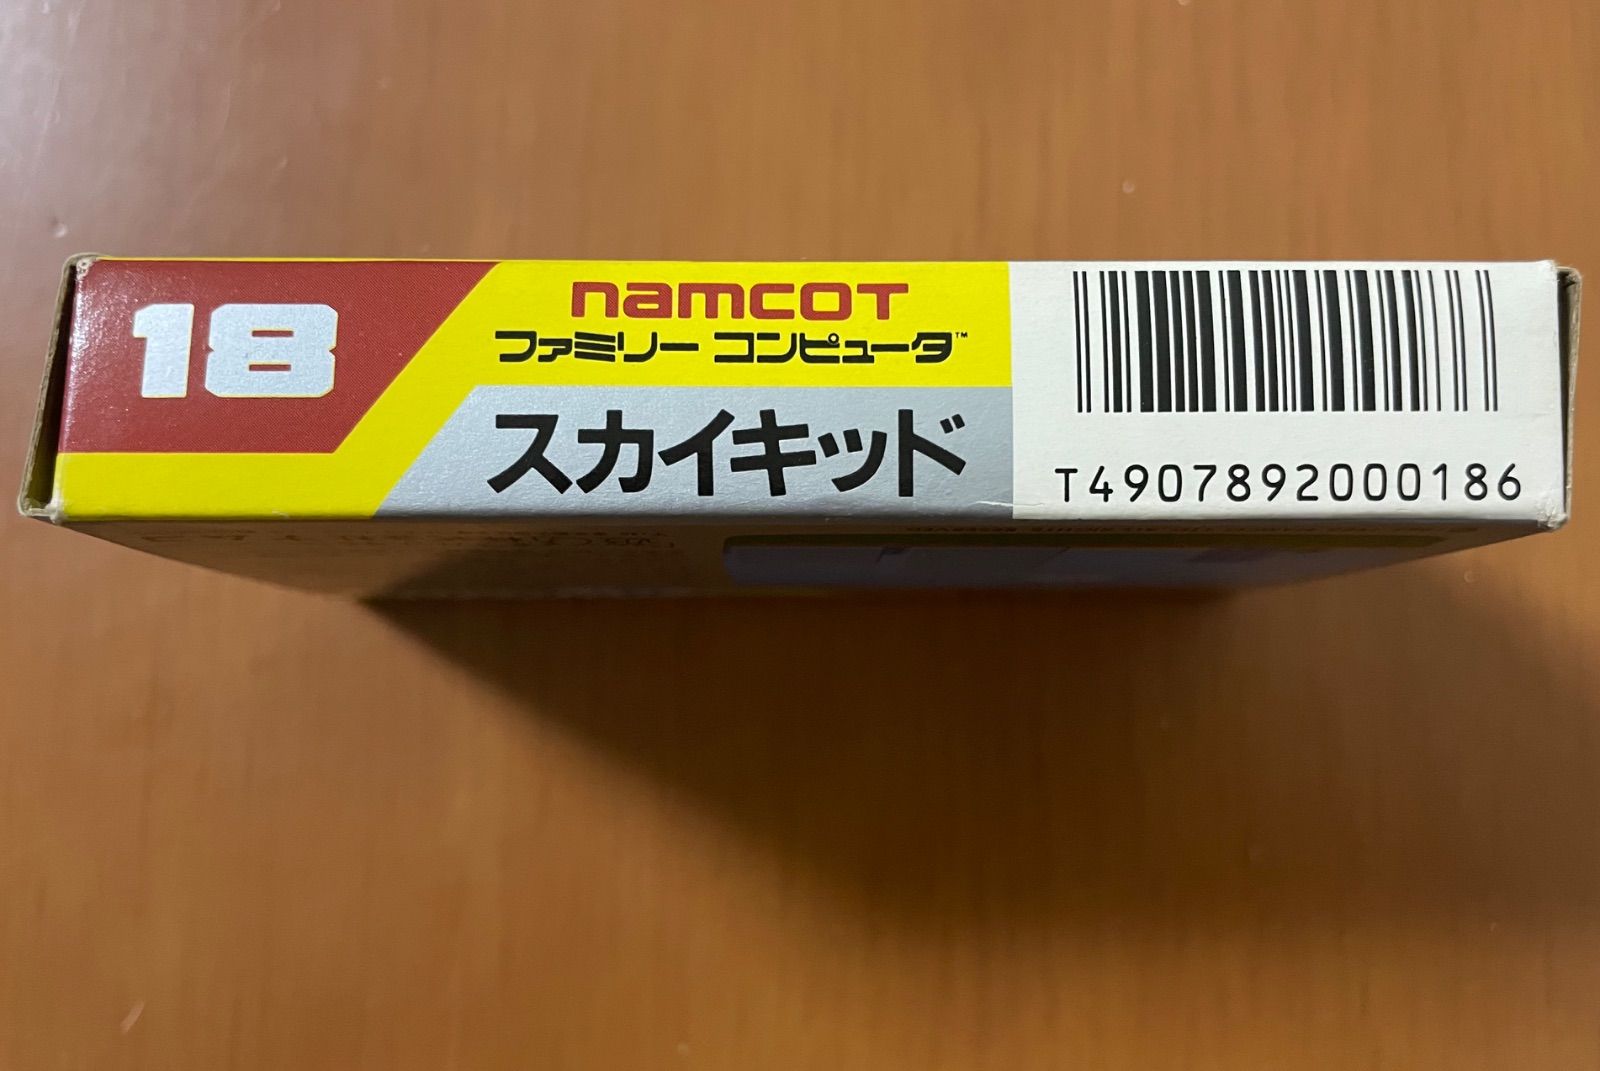 18
namcot
ファミリー コンピュータ™
スカイキッド
T4907892000186